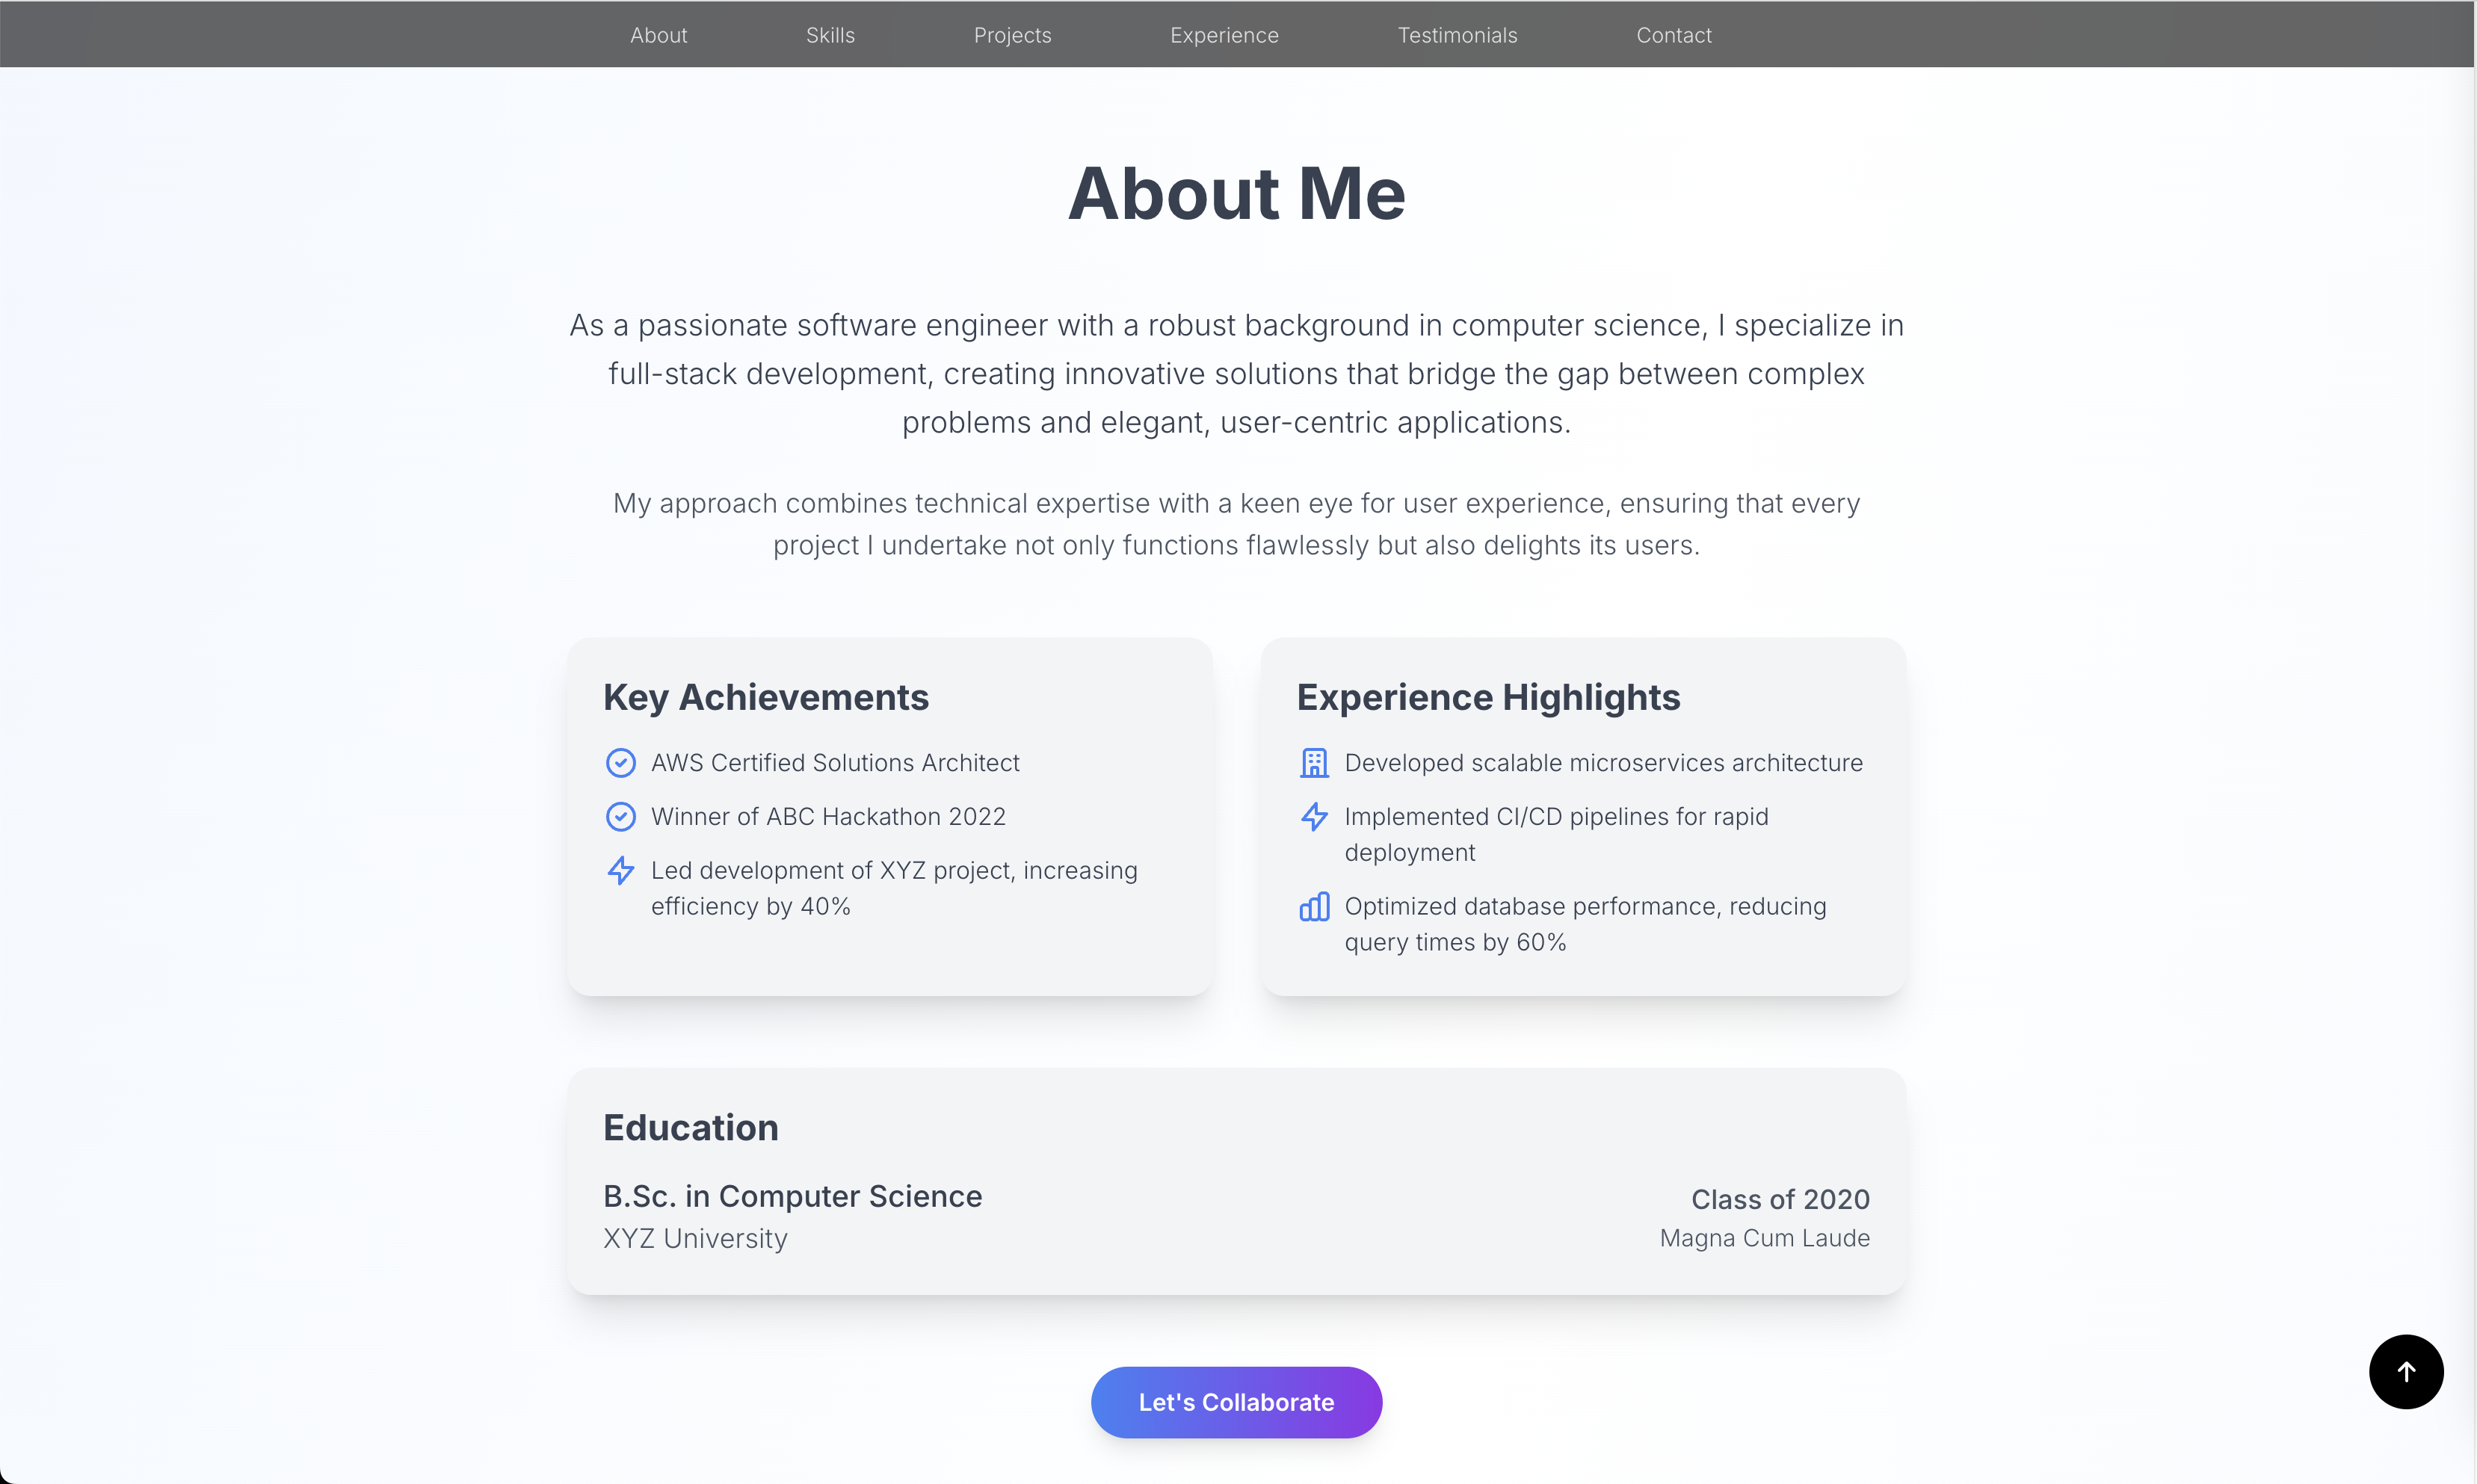 About Skills Projects Experience Testimonials Contact
About Me
As a passionate software engineer with a robust background in computer science, I specialize in
full-stack development, creating innovative solutions that bridge the gap between complex
problems and elegant, user-centric applications.
My approach combines technical expertise with a keen eye for user experience, ensuring that every
project I undertake not only functions flawlessly but also delights its users.
Key Achievements
AWS Certified Solutions Architect
Winner of ABC Hackathon 2022
Led development of XYZ project, increasing
efficiency by 40%
Experience Highlights
Developed scalable microservices architecture
Implemented CI/CD pipelines for rapid
deployment
Optimized database performance, reducing
query times by 60%
Education
B.Sc. in Computer Science
XYZ University
Class of 2020
Magna Cum Laude
Let's Collaborate